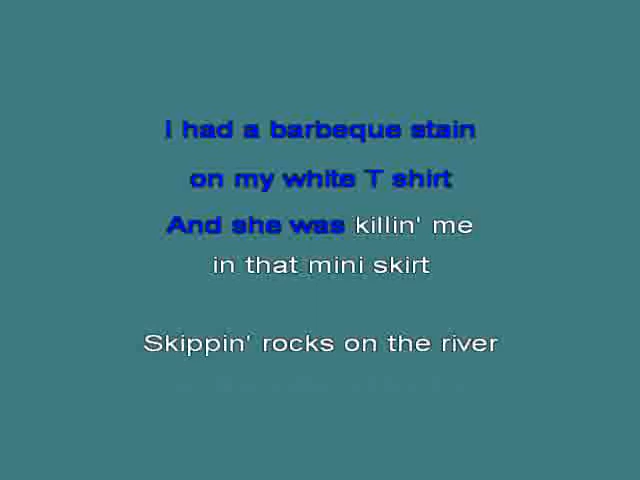 I had a barbeque stain
on my white T shirt
And she was killin' me
in that mini skirt
Skippin' rocks on the river